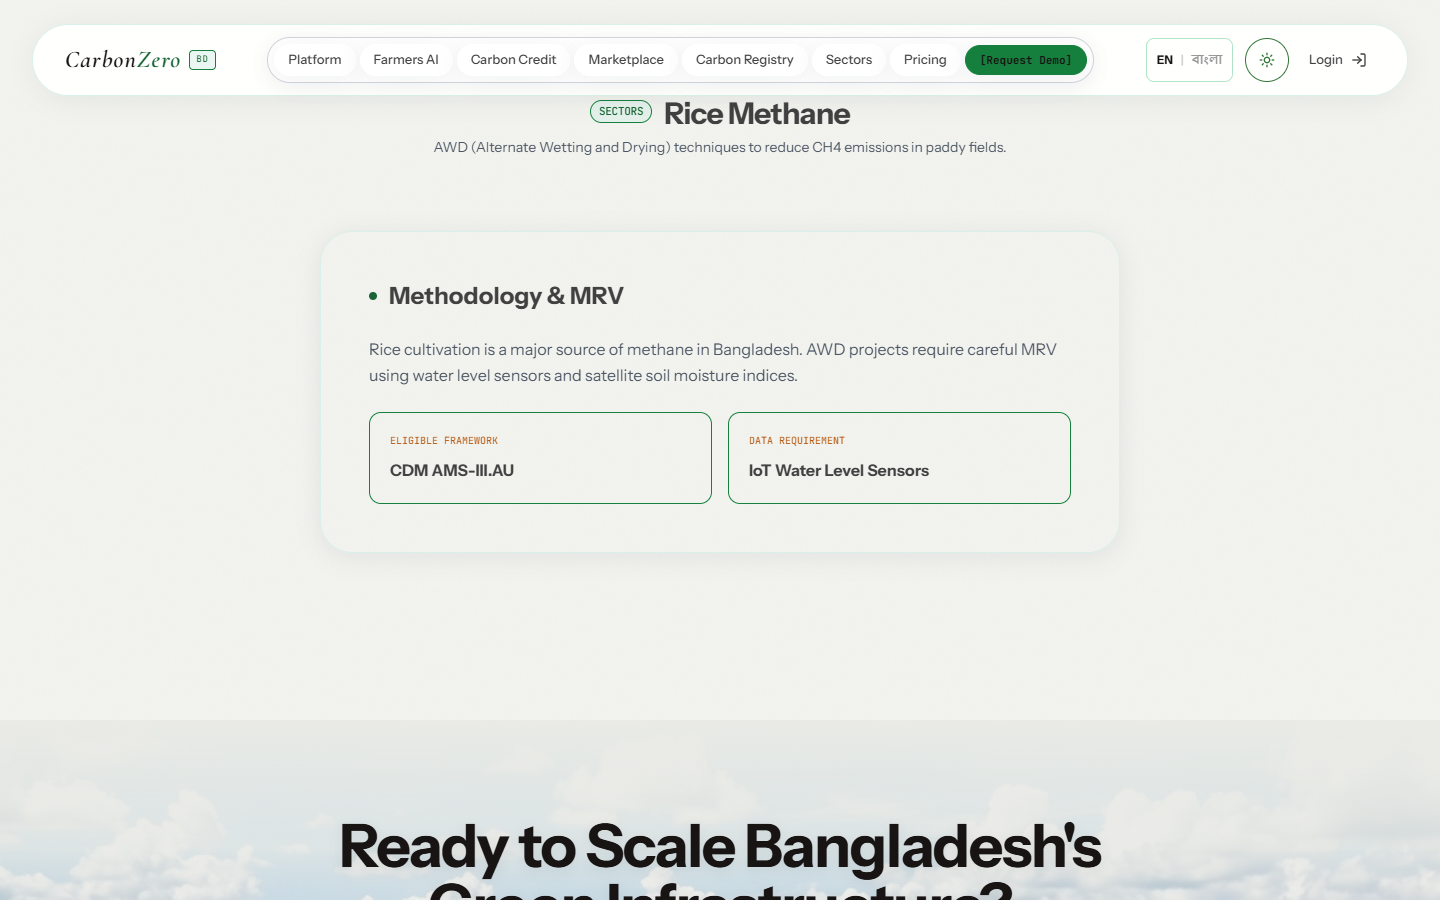 CarbonZero BD
Platform
Farmers AI
Carbon Credit
Marketplace
Carbon Registry
Sectors
Pricing
[Request Demo]
EN | বাংলা
Login
SECTORS
Rice Methane
AWD (Alternate Wetting and Drying) techniques to reduce CH4 emissions in paddy fields.
Methodology & MRV
Rice cultivation is a major source of methane in Bangladesh. AWD projects require careful MRV
using water level sensors and satellite soil moisture indices.
ELIGIBLE FRAMEWORK
CDM AMS-III.AU
DATA REQUIREMENT
IoT Water Level Sensors
Ready to Scale Bangladesh's
Green Infrastructure?